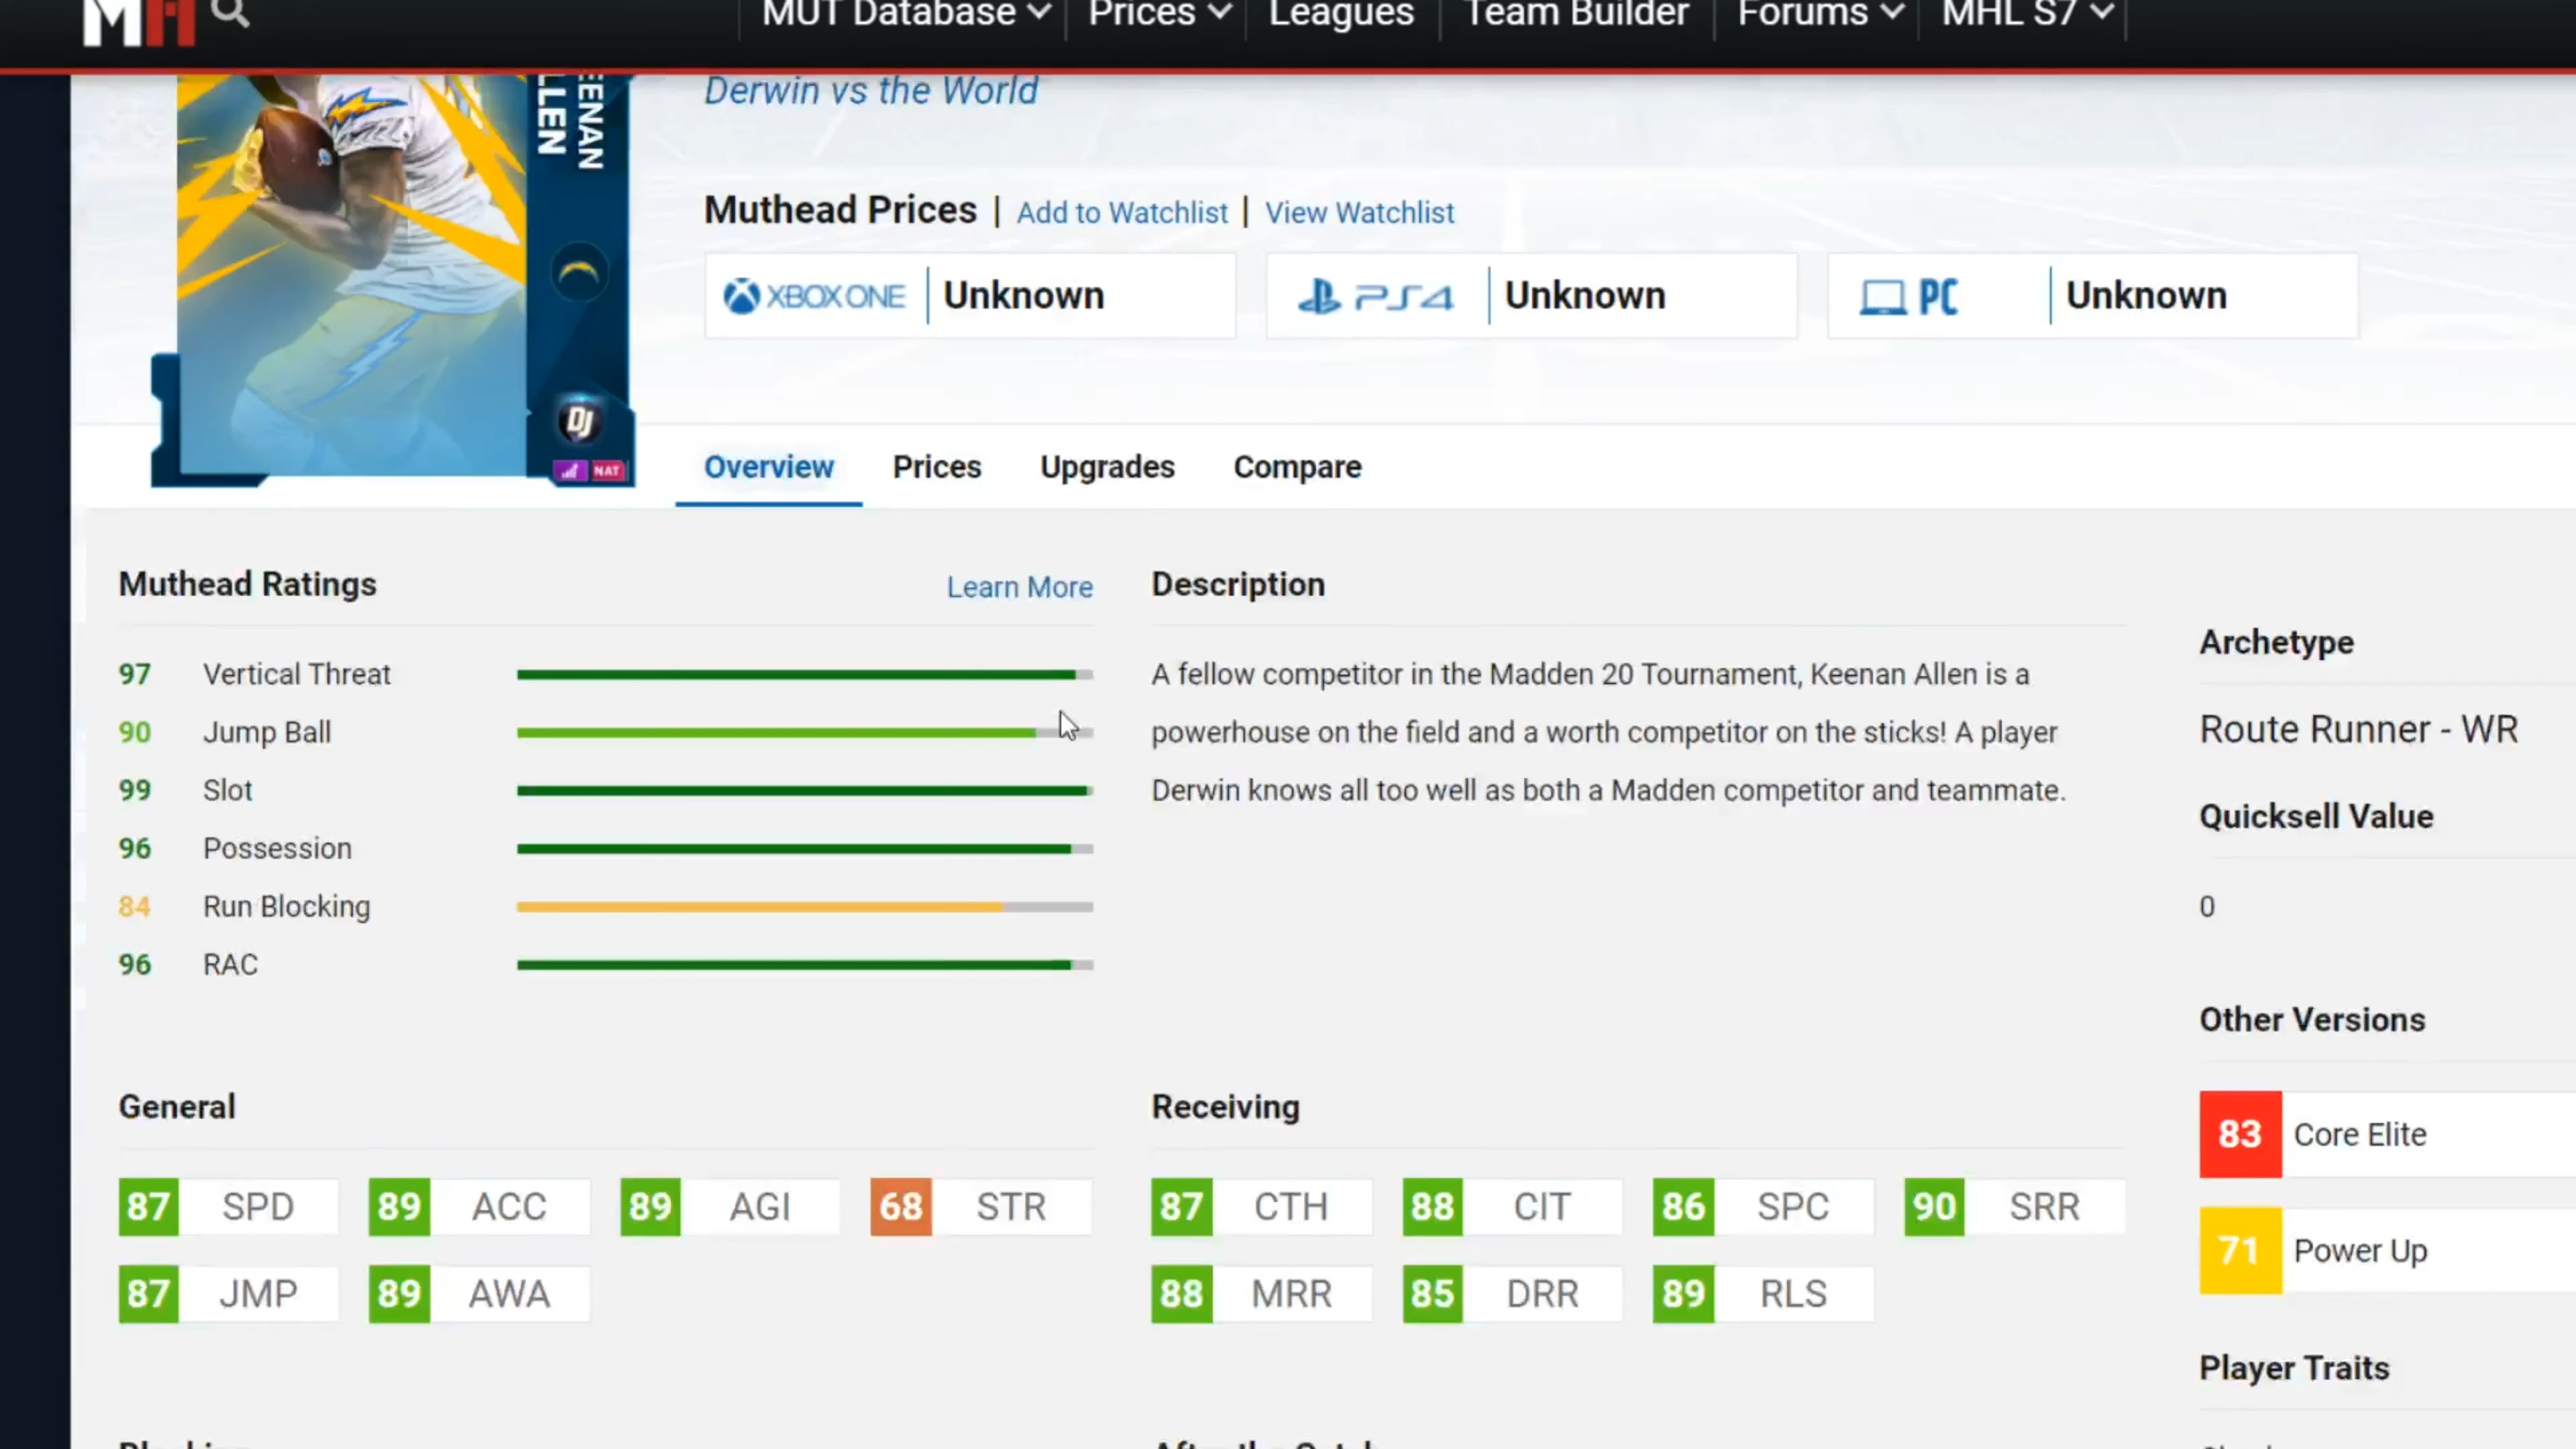 MH
MUT Database
Prices
Leagues
Team Builder
Forums
MHL S7
Derwin vs the World
LLEN
Muthead Prices | Add to Watchlist | View Watchlist
XBOX ONE
Unknown
PS4
Unknown
PC
Unknown
DJ
NAT
Overview
Prices
Upgrades
Compare
Muthead Ratings
Learn More
97 Vertical Threat
90 Jump Ball
99 Slot
96 Possession
84 Run Blocking
96 RAC
Description
A fellow competitor in the Madden 20 Tournament, Keenan Allen is a
powerhouse on the field and a worth competitor on the sticks! A player
Derwin knows all too well as both a Madden competitor and teammate.
Archetype
Route Runner - WR
Quicksell Value
0
Other Versions
83 Core Elite
71 Power Up
Player Traits
General
87 SPD 89 ACC 89 AGI 68 STR
87 JMP 89 AWA
Receiving
87 CTH 88 CIT 86 SPC 90 SRR
88 MRR 85 DRR 89 RLS